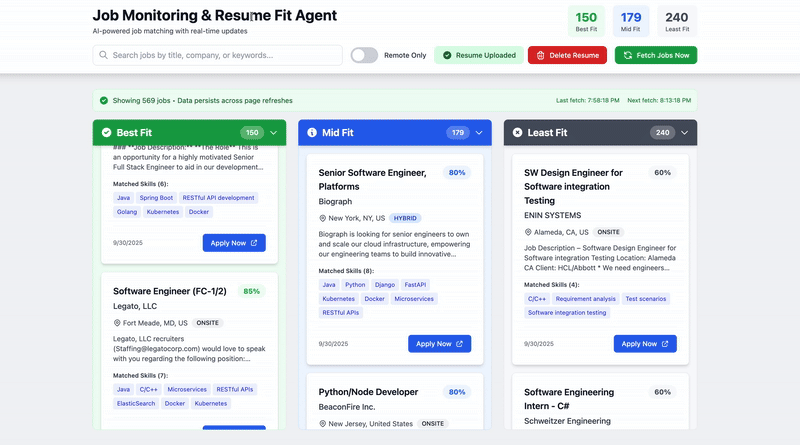 Job Monitoring & Resume Fit Agent
AI-powered job matching with real-time updates
150
Best Fit
179
Mid Fit
240
Least Fit
Search jobs by title, company, or keywords...
Remote Only
Resume Uploaded
Delete Resume
Fetch Jobs Now
Showing 569 jobs • Data persists across page refreshes
Last fetch: 7:58:18 PM
Next fetch: 8:13:18 PM
Best Fit
150
### **Job Description:** **The Role** This is
an opportunity for a highly motivated Senior
Full Stack Engineer to aid in our development...
Matched Skills (6):
Java
Spring Boot
RESTful API development
Golang
Kubernetes
Docker
9/30/2025
Apply Now
Software Engineer (FC-1/2)
85%
Legato, LLC
Fort Meade, MD, US
ONSITE
Legato, LLC recruiters
(Staffing@legatocorp.com) would love to speak
with you regarding the following position:...
Matched Skills (7):
Java
C/C++
Microservices
RESTful APIs
ElasticSearch
Docker
Kubernetes
Mid Fit
179
Senior Software Engineer,
Platforms
80%
Biograph
New York, NY, US
HYBRID
Biograph is looking for senior engineers to own
and scale our cloud infrastructure, empowering
our engineering teams to build innovative...
Matched Skills (8):
Java
Python
Django
FastAPI
Kubernetes
Docker
Microservices
RESTful APIs
9/30/2025
Apply Now
Python/Node Developer
80%
BeaconFire Inc.
New Jersey, United States
ONSITE
Least Fit
240
SW Design Engineer for
Software integration
Testing
60%
ENIN SYSTEMS
Alameda, CA, US
ONSITE
Job Description – Software Design Engineer for
Software integration Testing Location: Alameda
CA Client: HCL/Abbott * We need engineers...
Matched Skills (4):
C/C++
Requirement analysis
Test scenarios
Software integration testing
9/30/2025
Apply Now
Software Engineering
Intern - C#
60%
Schweitzer Engineering